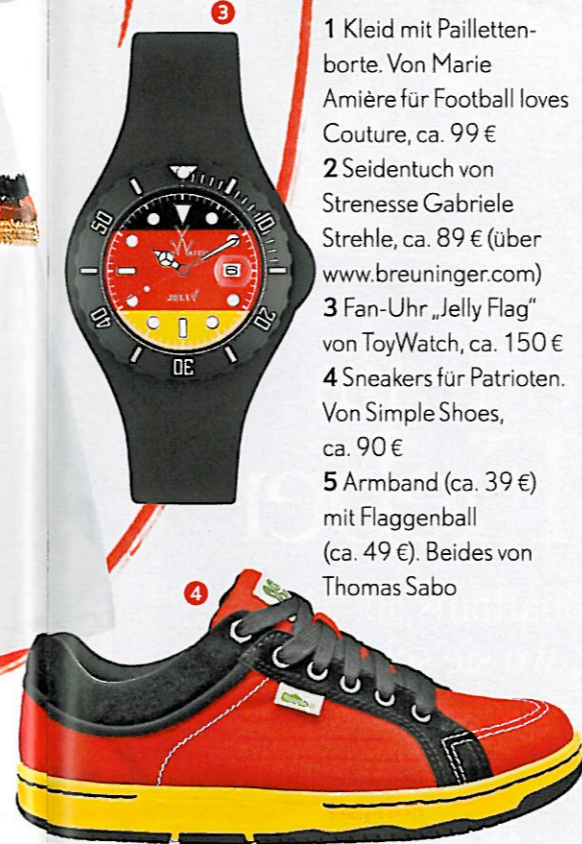 3
1 Kleid mit Pailletten-
borte. Von Marie
Amière für Football loves
Couture, ca. 99 €
2 Seidentuch von
Strenesse Gabriele
Strehle, ca. 89 € (über
www.breuninger.com)
3 Fan-Uhr „Jelly Flag“
von ToyWatch, ca. 150 €
4 Sneakers für Patrioten.
Von Simple Shoes,
ca. 90 €
5 Armband (ca. 39 €)
mit Flaggenball
(ca. 49 €). Beides von
Thomas Sabo
50
10
6
JELLY
40
20
30
4